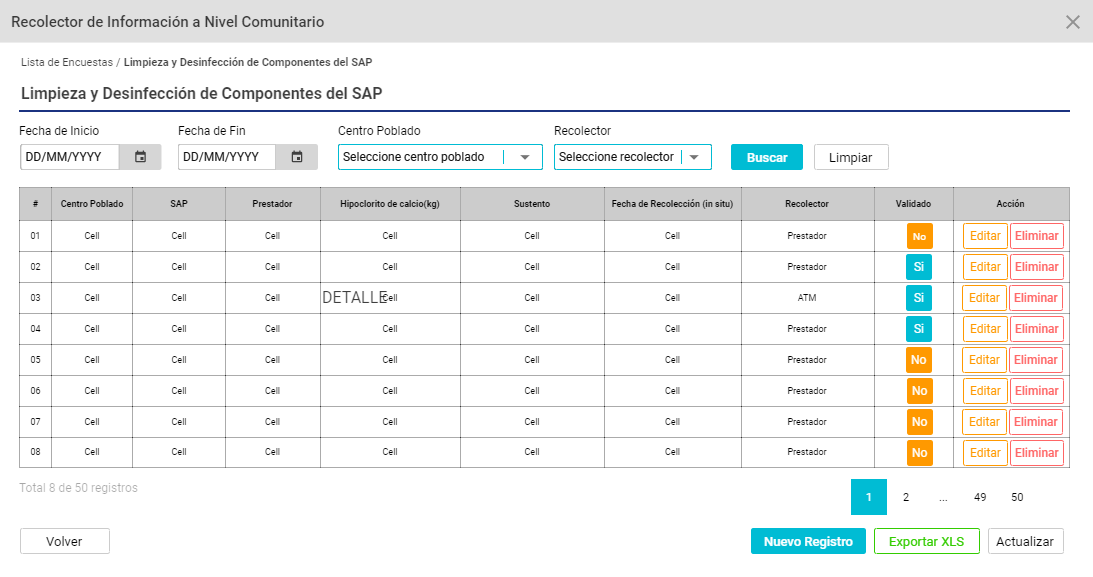 Recolector de Información a Nivel Comunitario
Lista de Encuestas / Limpieza y Desinfección de Componentes del SAP
Limpieza y Desinfección de Componentes del SAP
Fecha de Inicio Fecha de Fin Centro Poblado Recolector
DD/MM/YYYY DD/MM/YYYY Seleccione centro poblado Seleccione recolector Buscar Limpiar
# Centro Poblado SAP Prestador Hipoclorito de calcio(kg) Sustento Fecha de Recolección (in situ) Recolector Validado Acción
01 Cell Cell Cell Cell Cell Cell Prestador No Editar Eliminar
02 Cell Cell Cell Cell Cell Cell Prestador Si Editar Eliminar
03 Cell Cell Cell DETALLE Cell Cell Cell ATM Si Editar Eliminar
04 Cell Cell Cell Cell Cell Cell Prestador Si Editar Eliminar
05 Cell Cell Cell Cell Cell Cell Prestador No Editar Eliminar
06 Cell Cell Cell Cell Cell Cell Prestador No Editar Eliminar
07 Cell Cell Cell Cell Cell Cell Prestador No Editar Eliminar
08 Cell Cell Cell Cell Cell Cell Prestador No Editar Eliminar
Total 8 de 50 registros 1 2 ... 49 50
Volver Nuevo Registro Exportar XLS Actualizar